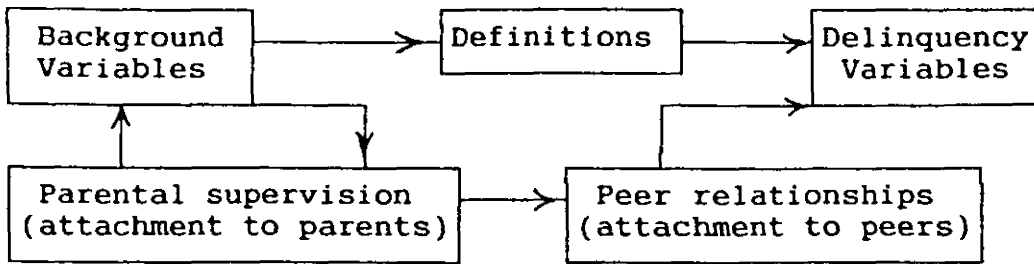 Background
Variables
Definitions
Delinquency
Variables
Parental supervision
(attachment to parents)
Peer relationships
(attachment to peers)